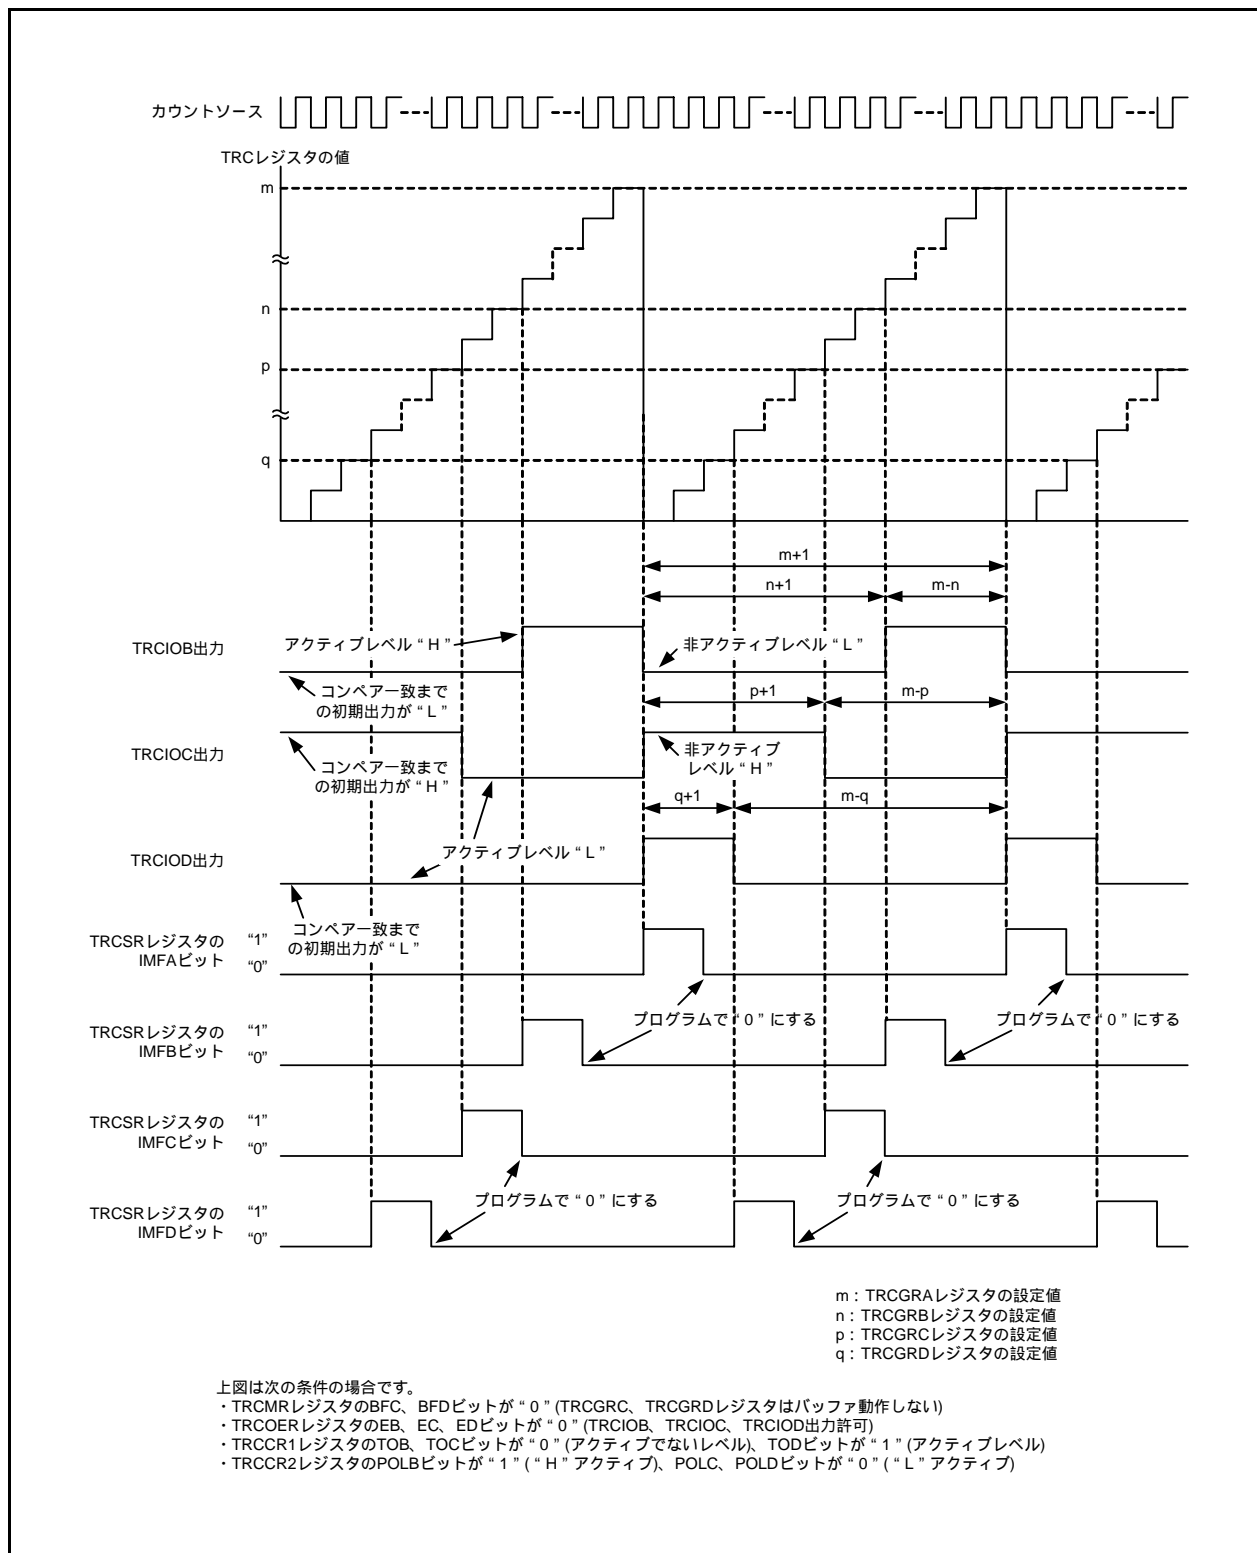 カウントソース
TRCレジスタの値
m
n
p
q
m+1
n+1
m-n
TRCIOB出力
アクティブレベル“H”
非アクティブレベル“L”
コンペア一致まで
の初期出力が“L”
p+1
m-p
TRCIOC出力
コンペア一致まで
の初期出力が“H”
非アクティブ
レベル“H”
q+1
m-q
TRCIOD出力
アクティブレベル“L”
コンペア一致まで
の初期出力が“L”
TRCSRレジスタの
IMFAビット
“1”
“0”
プログラムで“0”にする
プログラムで“0”にする
TRCSRレジスタの
IMFBビット
“1”
“0”
TRCSRレジスタの
IMFCビット
“1”
“0”
プログラムで“0”にする
プログラムで“0”にする
TRCSRレジスタの
IMFDビット
“1”
“0”
m:TRCGRAレジスタの設定値
n:TRCGRBレジスタの設定値
p:TRCGRCレジスタの設定値
q:TRCGRDレジスタの設定値
上図は次の条件の場合です。
・TRCMRレジスタのBFC、BFDビットが“0”(TRCGRC、TRCGRDレジスタはバッファ動作しない)
・TRCOERレジスタのEB、EC、EDビットが“0”(TRCIOB、TRCIOC、TRCIOD出力許可)
・TRCCR1レジスタのTOB、TOCビットが“0”(アクティブでないレベル)、TODビットが“1”(アクティブレベル)
・TRCCR2レジスタのPOLBビットが“1”(“H”アクティブ)、POLC、POLDビットが“0”(“L”アクティブ)